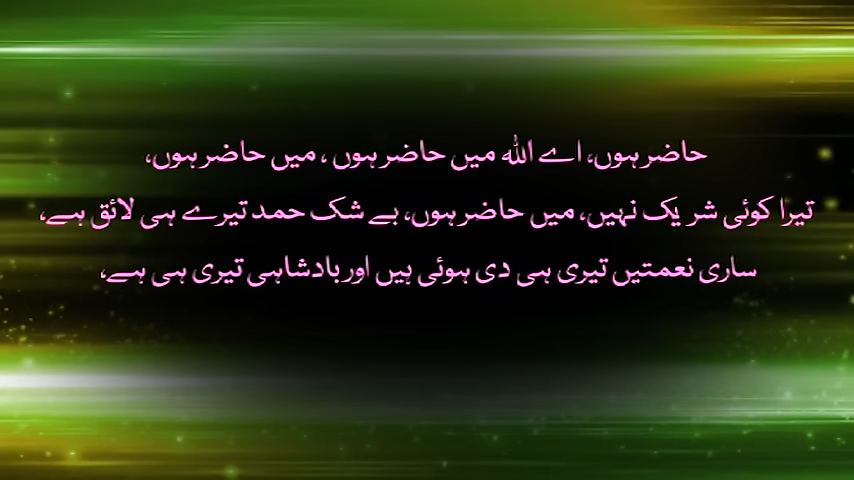 حاضر ہوں، اے اللہ میں حاضر ہوں ، میں حاضر ہوں،
تیرا کوئی شریک نہیں، میں حاضر ہوں، بے شک حمد تیرے ہی لائق ہے،
ساری نعمتیں تیری ہی دی ہوئی ہیں اور بادشاہی تیری ہی ہے،